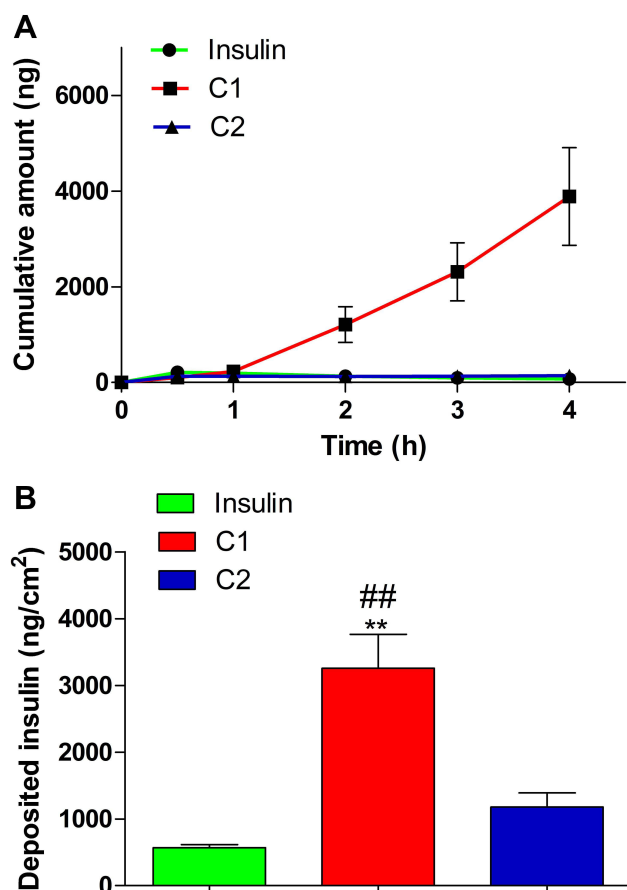 A
Insulin
C1
C2
Cumulative amount (ng)
6000
4000
2000
0
0 1 2 3 4
Time (h)
B
Insulin
C1
C2
Deposited insulin (ng/cm²)
5000
4000
3000
2000
1000
0
##
**